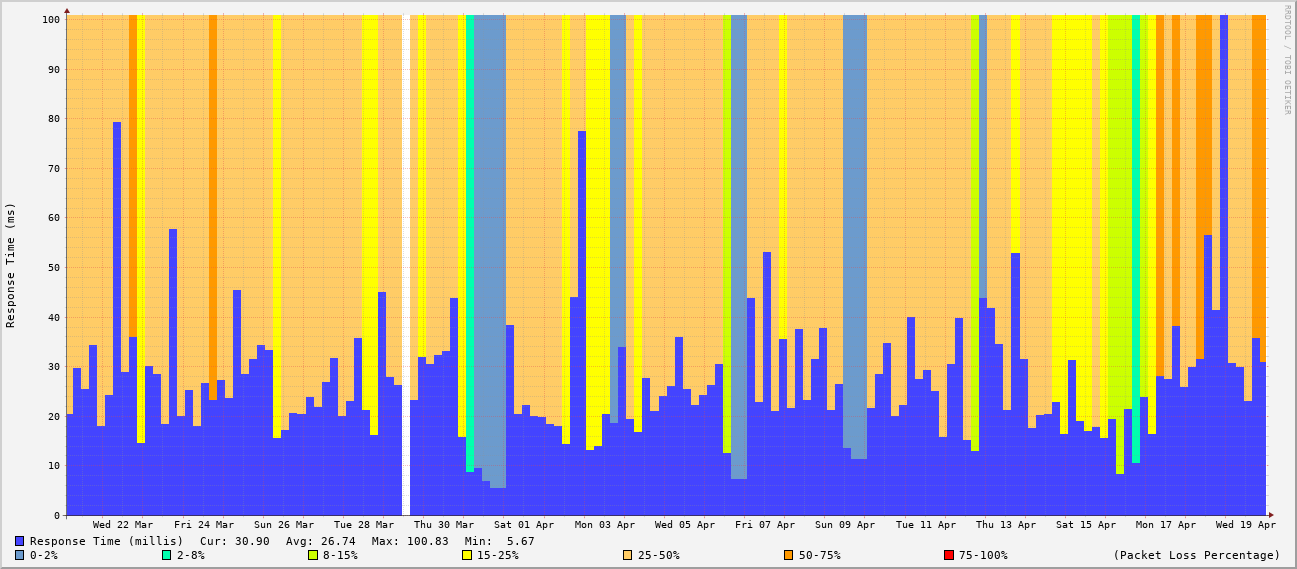 RRDTOOL / TOBI OETIKER
Response Time (ms)
100
90
80
70
60
50
40
30
20
10
0
Wed 22 Mar Fri 24 Mar Sun 26 Mar Tue 28 Mar Thu 30 Mar Sat 01 Apr Mon 03 Apr Wed 05 Apr Fri 07 Apr Sun 09 Apr Tue 11 Apr Thu 13 Apr Sat 15 Apr Mon 17 Apr Wed 19 Apr
Response Time (millis) Cur: 30.90 Avg: 26.74 Max: 100.83 Min: 5.67
0-2% 2-8% 8-15% 15-25% 25-50% 50-75% 75-100% (Packet Loss Percentage)